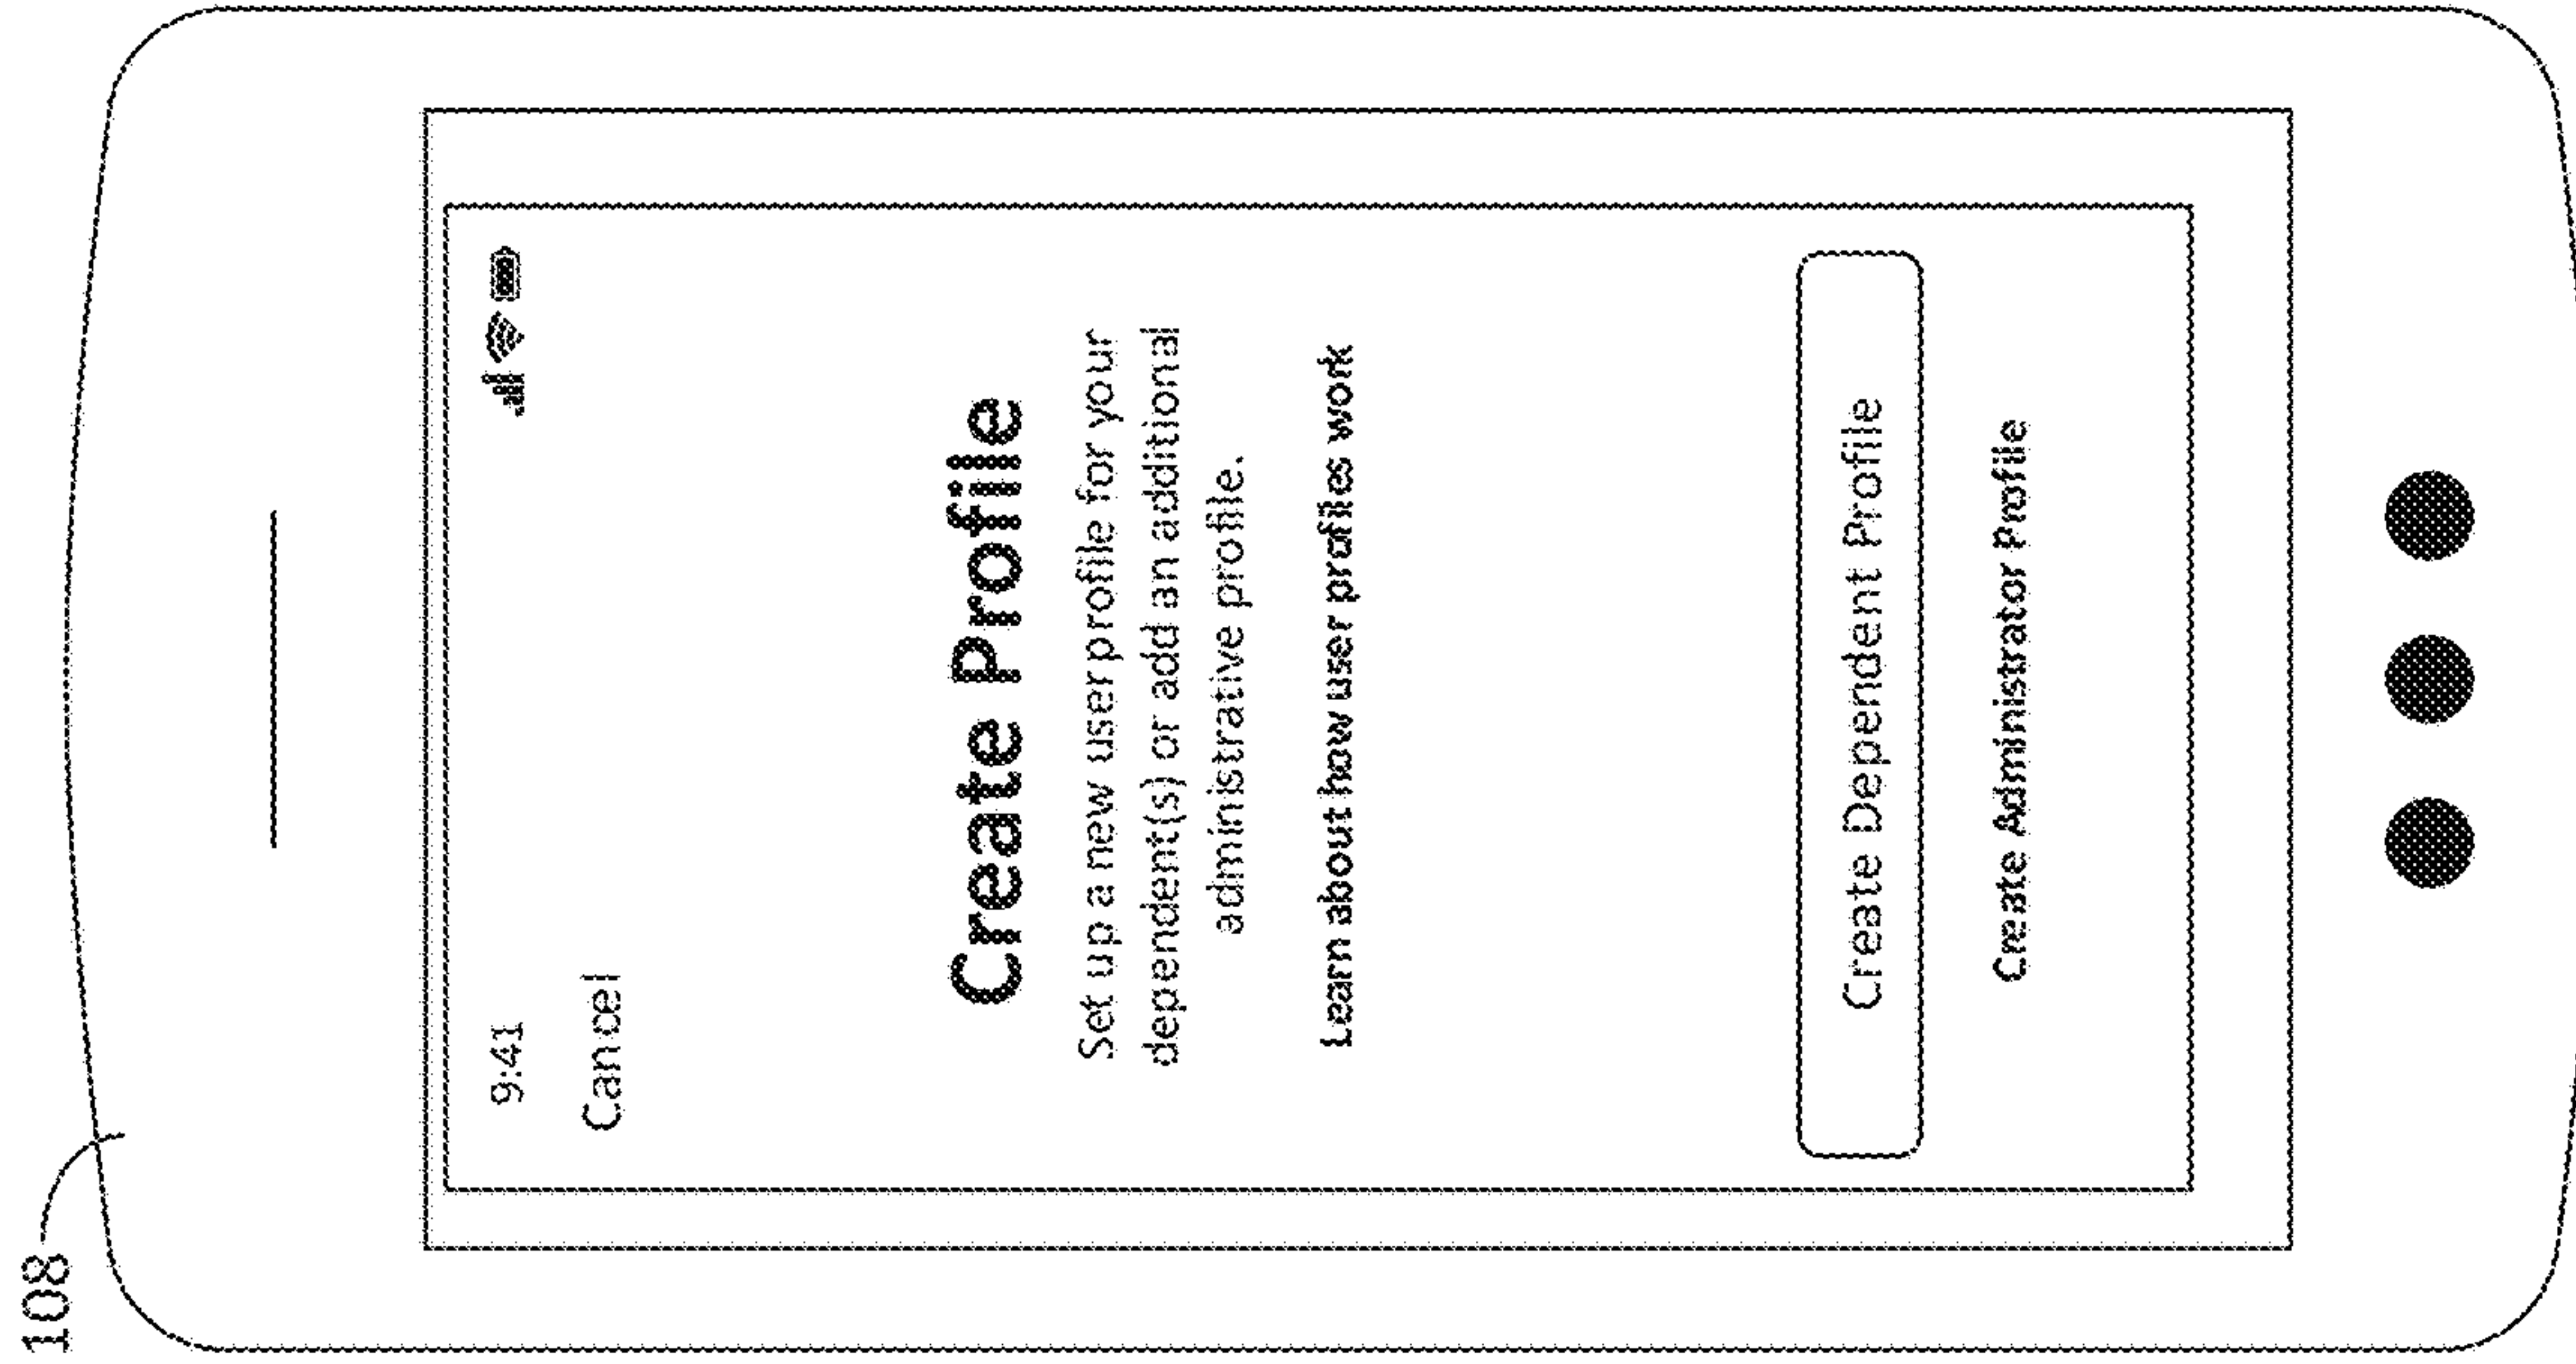 108
9:41
Cancel
Create Profile
Set up a new user profile for your
dependent(s) or add an additional
administrative profile.
Learn about how user profiles work
Create Dependent Profile
Create Administrator Profile